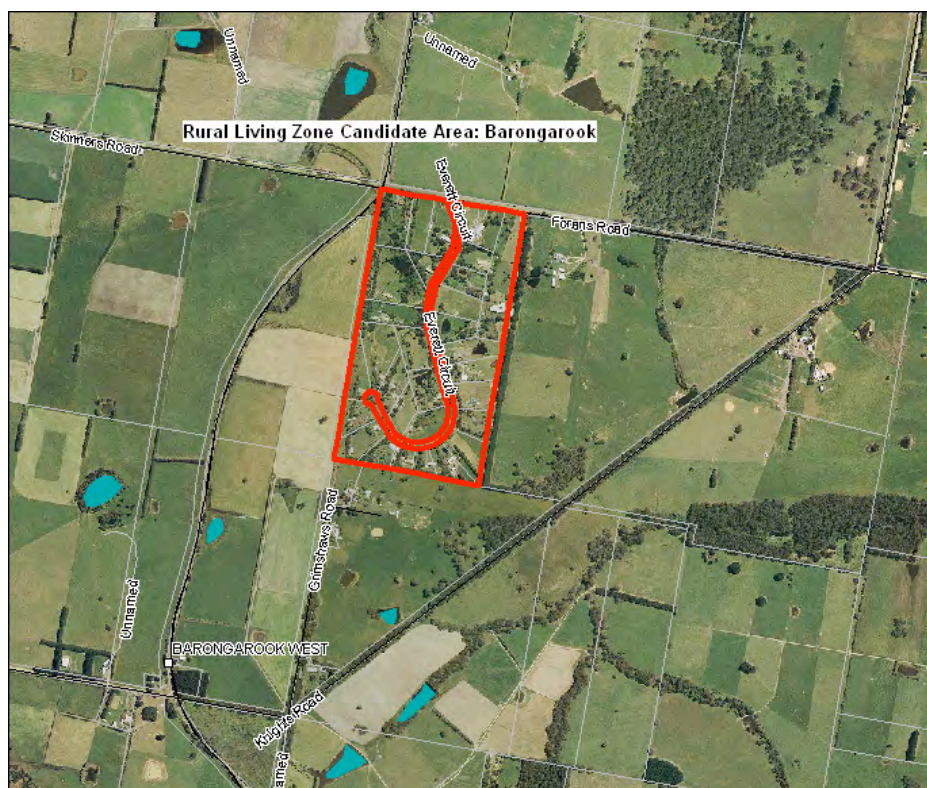 Unnamed
Unnamed
Rural Living Zone Candidate Area: Barongarook
Skinners Road
Everett Circuit
Forans Road
Everett Circuit
Grimshaws Road
Unnamed
BARONGAROOK WEST
Knights Road
amed